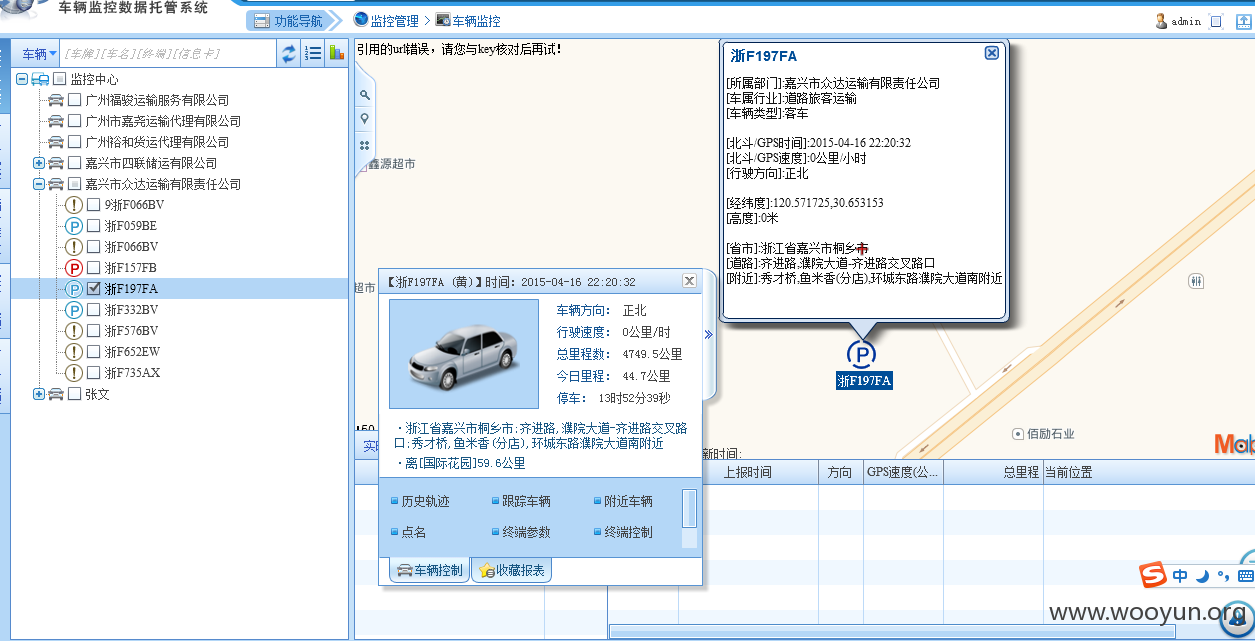 车辆监控数据托管系统
功能导航
监控管理 > 车辆监控
admin
车辆
[车牌][车名][终端][信息卡]
监控中心
广州福骏运输服务有限公司
广州市嘉尧运输代理有限公司
广州裕和货运代理有限公司
嘉兴市四联储运有限公司
嘉兴市众达运输有限责任公司
9浙F066BV
浙F059BE
浙F066BV
浙F157FB
浙F197FA
浙F332BV
浙F576BV
浙F652EW
浙F735AX
张文
引用的url错误，请您与key核对后再试!
鑫源超市
超市
浙F197FA
[所属部门]:嘉兴市众达运输有限责任公司
[车属行业]:道路旅客运输
[车辆类型]:客车
[北斗/GPS时间]:2015-04-16 22:20:32
[北斗/GPS速度]:0公里/小时
[行驶方向]:正北
[经纬度]:120.571725,30.653153
[高度]:0米
[省市]:浙江省嘉兴市桐乡市
[道路]:齐进路,濮院大道-齐进路交叉路口
[附近]:秀才桥,鱼米香(分店),环城东路濮院大道南附近
P
浙F197FA
佰励石业
【浙F197FA (黄)】时间: 2015-04-16 22:20:32
车辆方向: 正北
行驶速度: 0公里/时
总里程数: 4749.5公里
今日里程: 44.7公里
停车: 13时52分39秒
·浙江省嘉兴市桐乡市;齐进路,濮院大道-齐进路交叉路
口;秀才桥,鱼米香(分店),环城东路濮院大道南附近
·离[国际花园]59.6公里
历史轨迹
跟踪车辆
附近车辆
点名
终端参数
终端控制
车辆控制
收藏报表
新时间:
上报时间
方向
GPS速度(公...
总里程
当前位置
中
www.wooyun.org